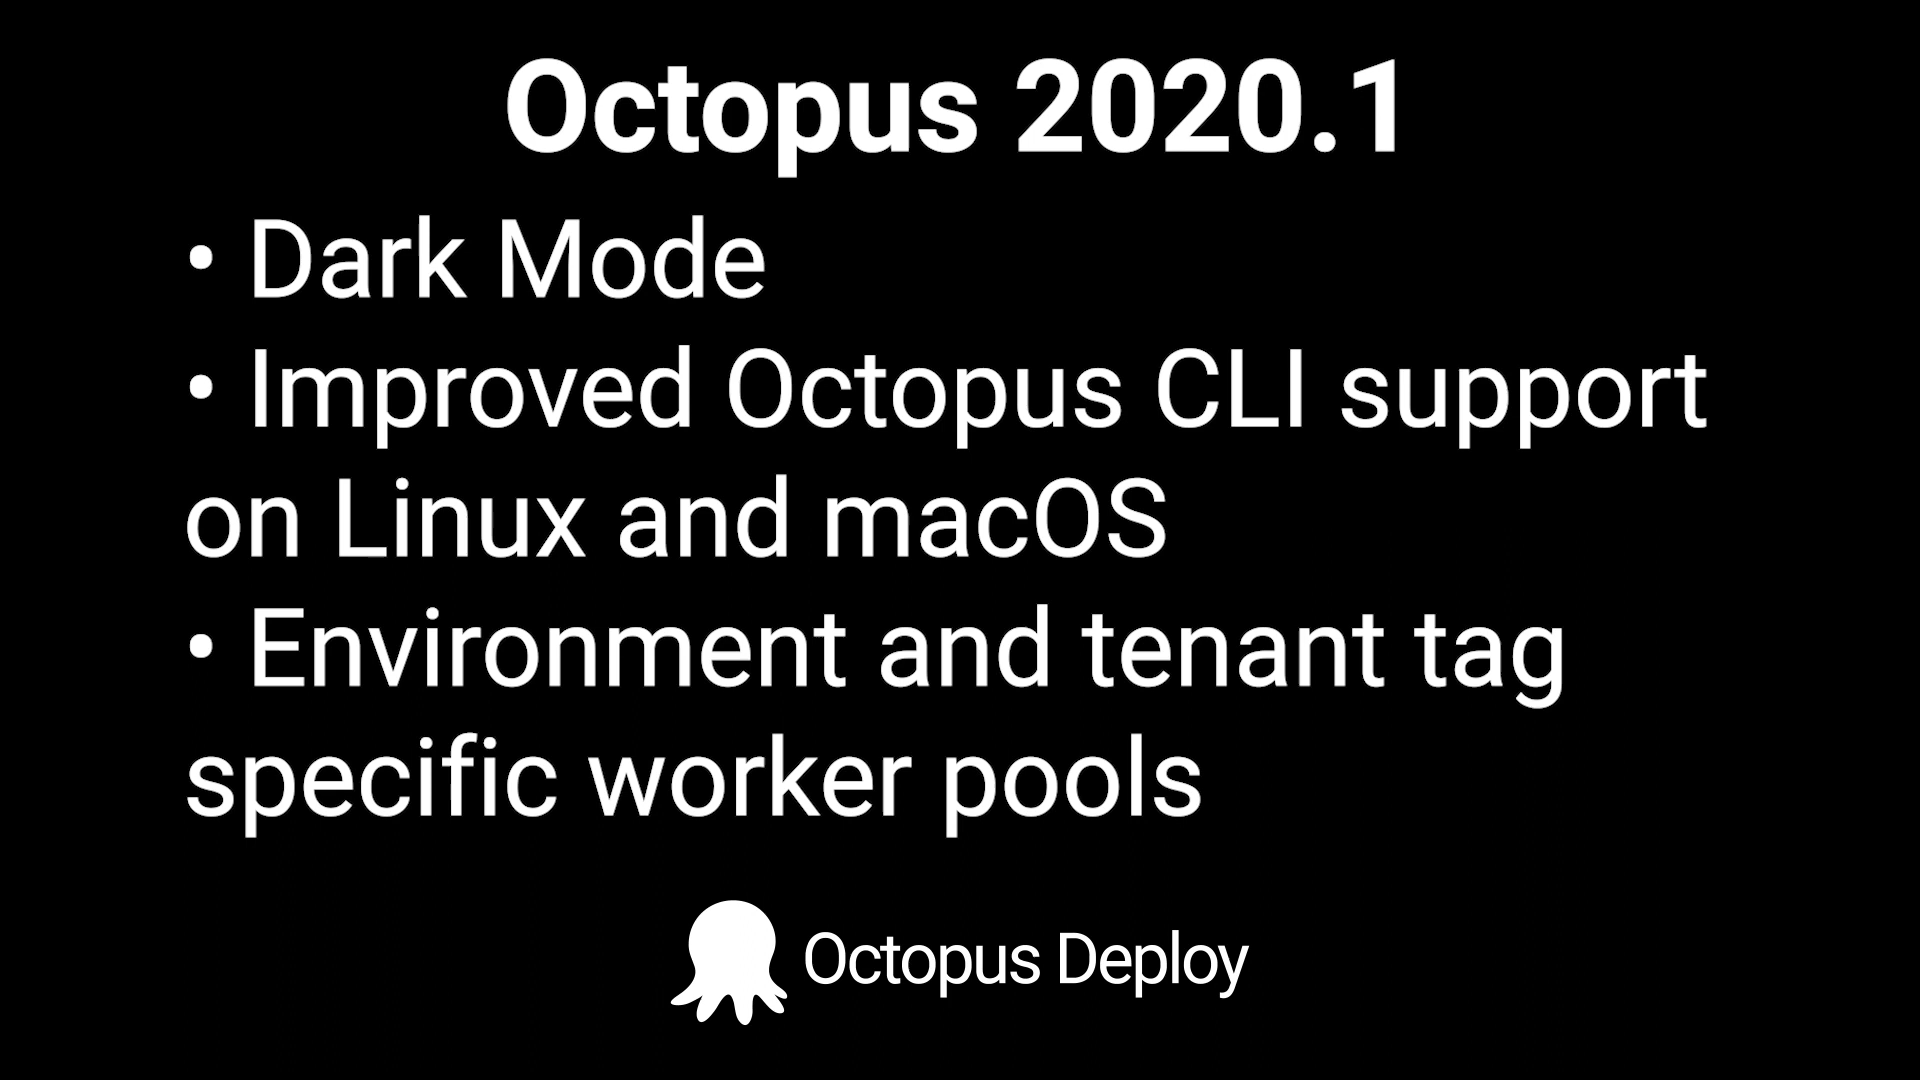 Octopus 2020.1
• Dark Mode
• Improved Octopus CLI support
on Linux and macOS
• Environment and tenant tag
specific worker pools
Octopus Deploy